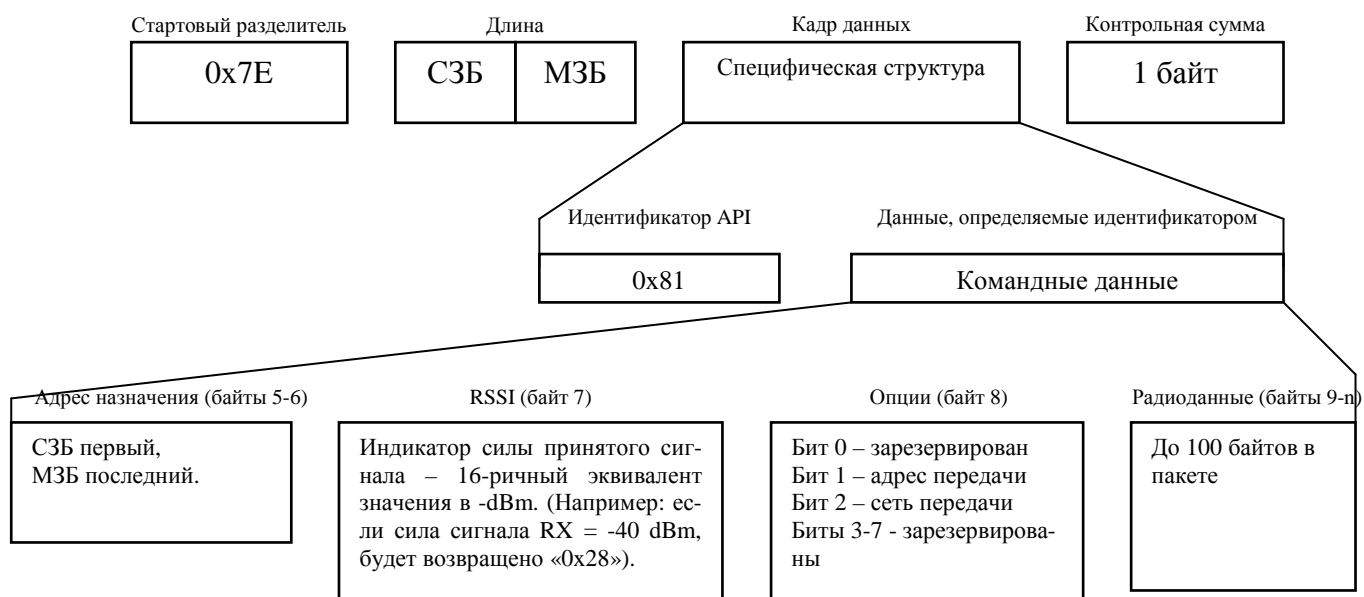 Стартовый разделитель
Длина
Кадр данных
Контрольная сумма
0x7E
СЗБ
МЗБ
Специфическая структура
1 байт
Идентификатор API
Данные, определяемые идентификатором
0x81
Командные данные
Адрес назначения (байты 5-6)
RSSI (байт 7)
Опции (байт 8)
Радиоданные (байты 9-n)
СЗБ первый,
МЗБ последний.
Индикатор силы принятого сиг-
нала – 16-ричный эквивалент
значения в -dBm. (Например: ес-
ли сила сигнала RX = -40 dBm,
будет возвращено «0x28»).
Бит 0 – зарезервирован
Бит 1 – адрес передачи
Бит 2 – сеть передачи
Биты 3-7 - зарезервирова-
ны
До 100 байтов в
пакете